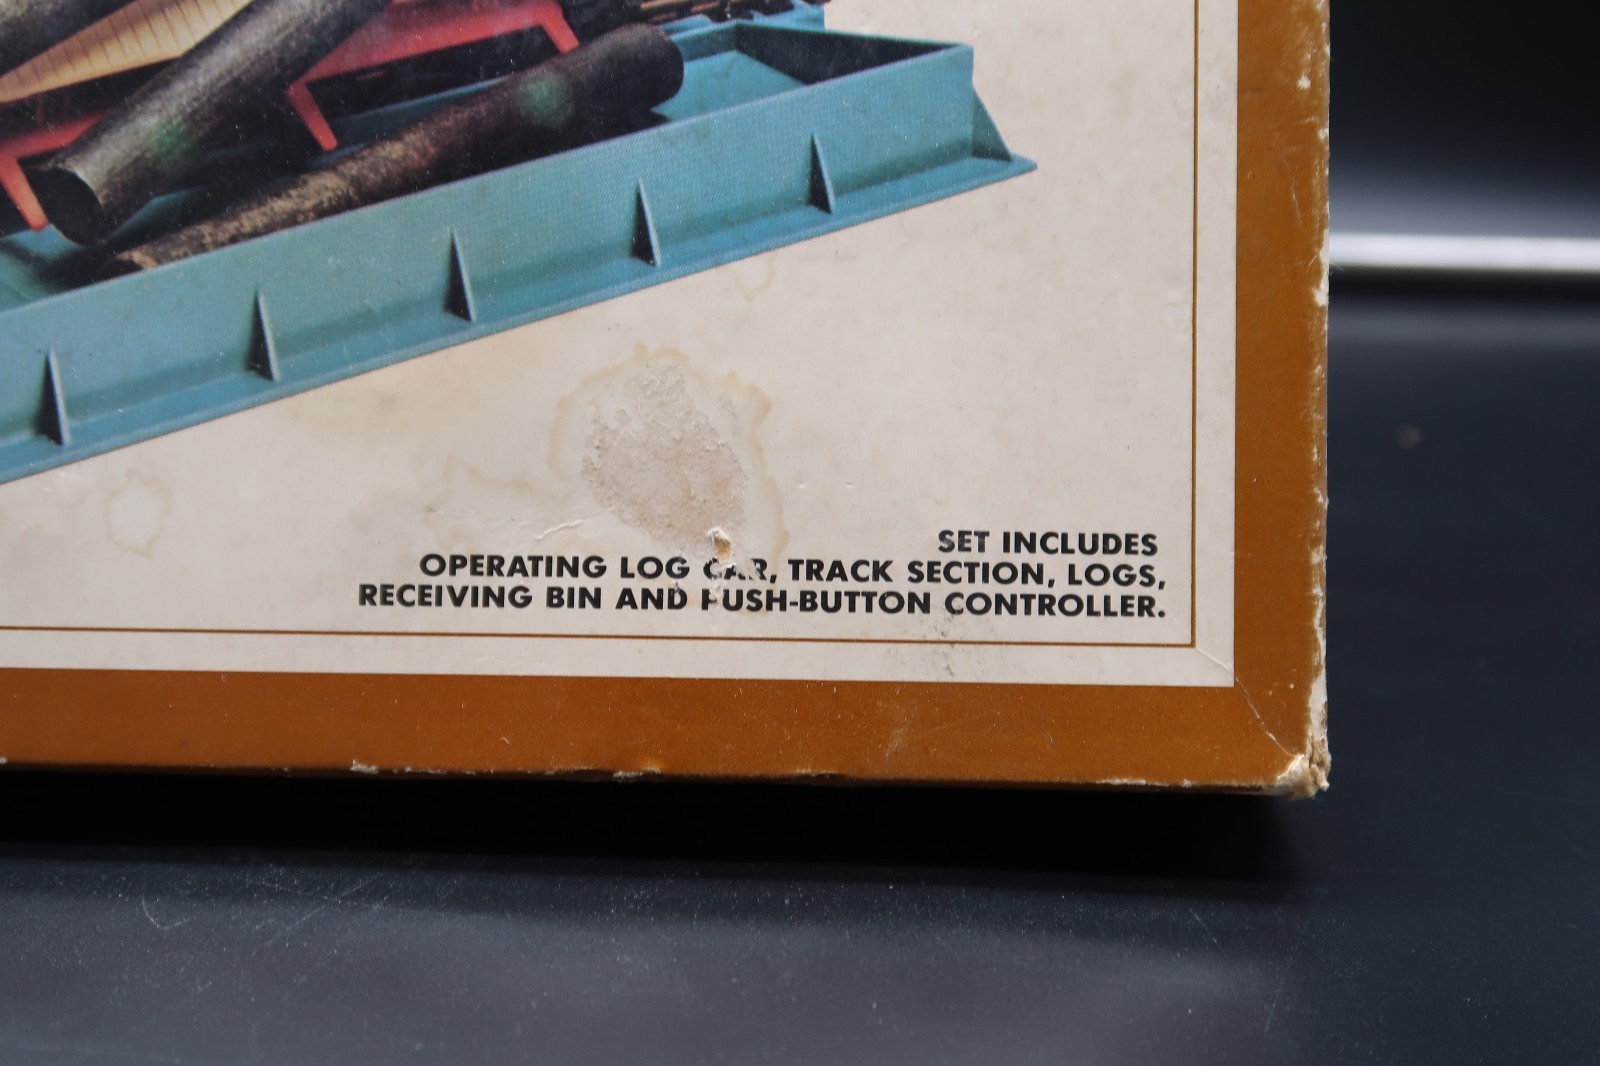 SET INCLUDES
OPERATING LOG CAR, TRACK SECTION, LOGS,
RECEIVING BIN AND PUSH-BUTTON CONTROLLER.